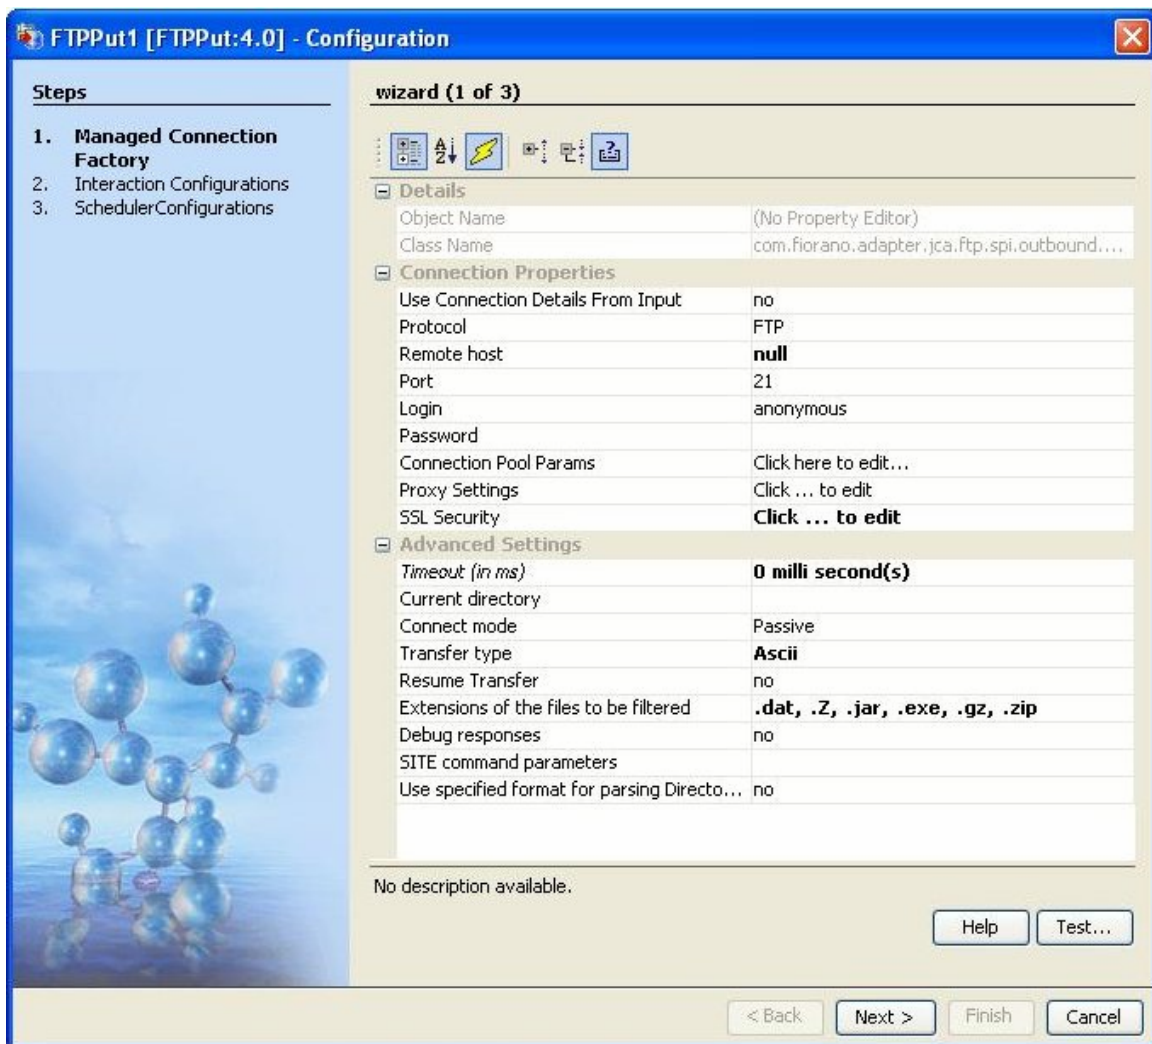 FTPPut1 [FTPPut:4.0] - Configuration
Steps
1. Managed Connection
Factory
2. Interaction Configurations
3. SchedulerConfigurations
wizard (1 of 3)
Details
Object Name (No Property Editor)
Class Name com.fiorano.adapter.jca.ftp.spi.outbound....
Connection Properties
Use Connection Details From Input no
Protocol FTP
Remote host null
Port 21
Login anonymous
Password
Connection Pool Params Click here to edit...
Proxy Settings Click ... to edit
SSL Security Click ... to edit
Advanced Settings
Timeout (in ms) 0 milli second(s)
Current directory
Connect mode Passive
Transfer type Ascii
Resume Transfer no
Extensions of the files to be filtered .dat, .Z, .jar, .exe, .gz, .zip
Debug responses no
SITE command parameters
Use specified format for parsing Directo... no
No description available.
Help Test...
< Back Next > Finish Cancel